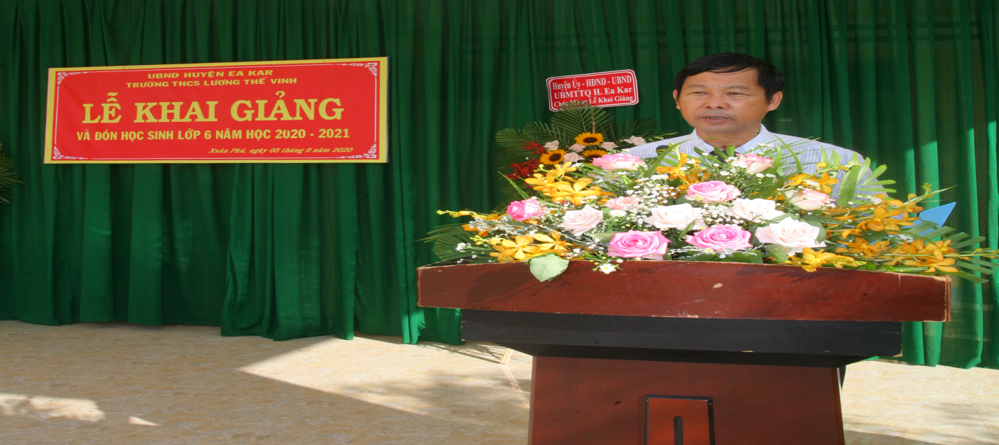 UBND HUYỆN EA KAR
TRƯỜNG THCS LƯƠNG THẾ VINH
LỄ KHAI GIẢNG
VÀ ĐÓN HỌC SINH LỚP 6 NĂM HỌC 2020 - 2021
Xuân Phú, ngày 05 tháng 9 năm 2020
Huyện Ủy - HĐND - UBND
UBMTTQ H. Ea Kar
Chúc Mừng Lễ Khai Giảng